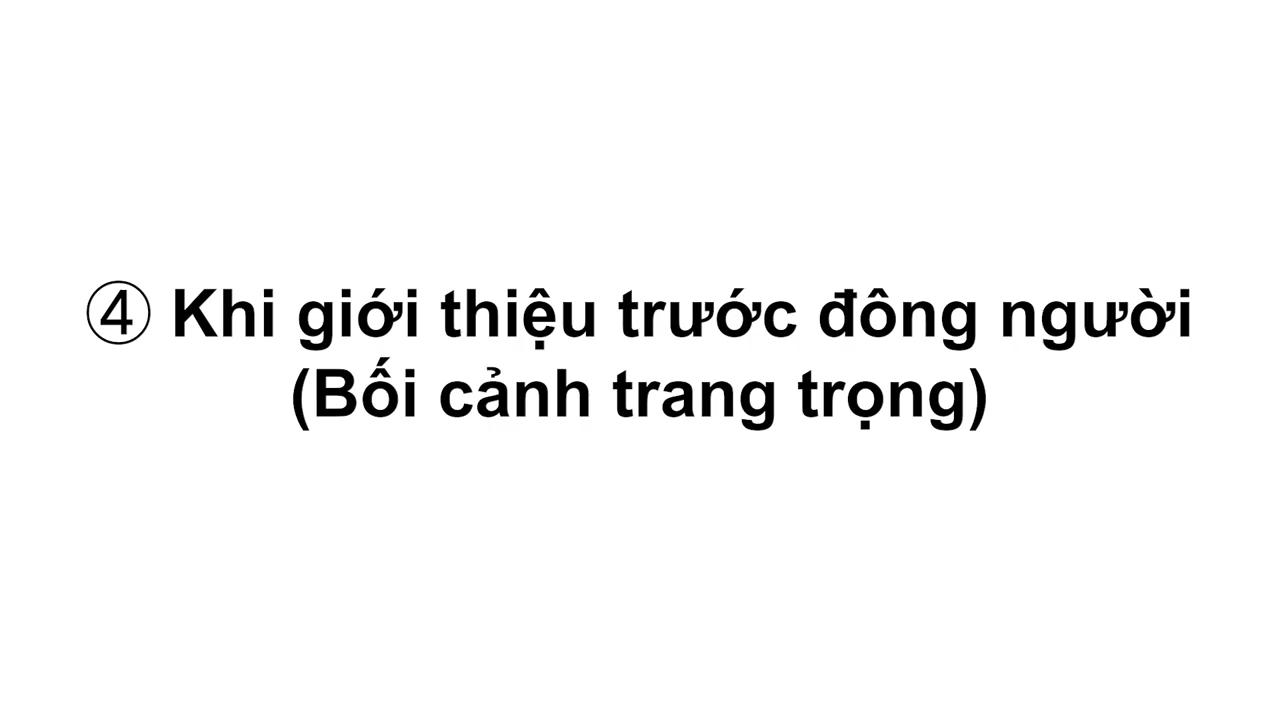 ④ Khi giới thiệu trước đông người
(Bối cảnh trang trọng)